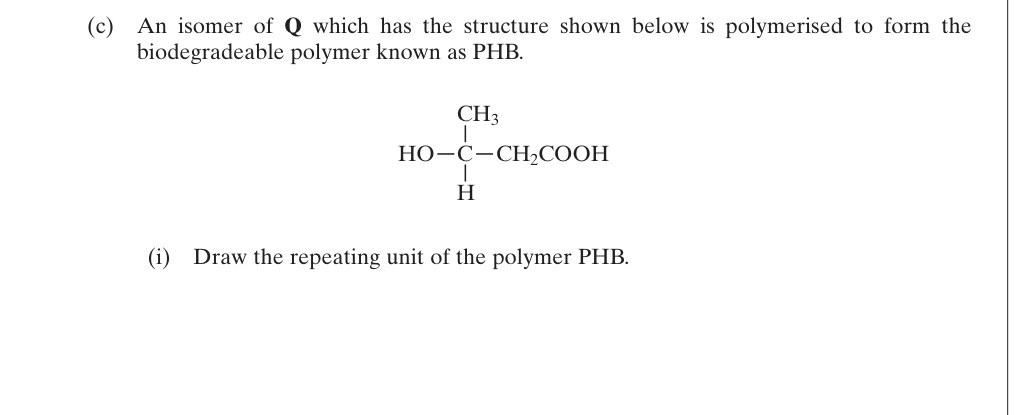 (c) An isomer of Q which has the structure shown below is polymerised to form the
biodegradeable polymer known as PHB.
CH₃
HO—C—CH₂COOH
H
(i) Draw the repeating unit of the polymer PHB.